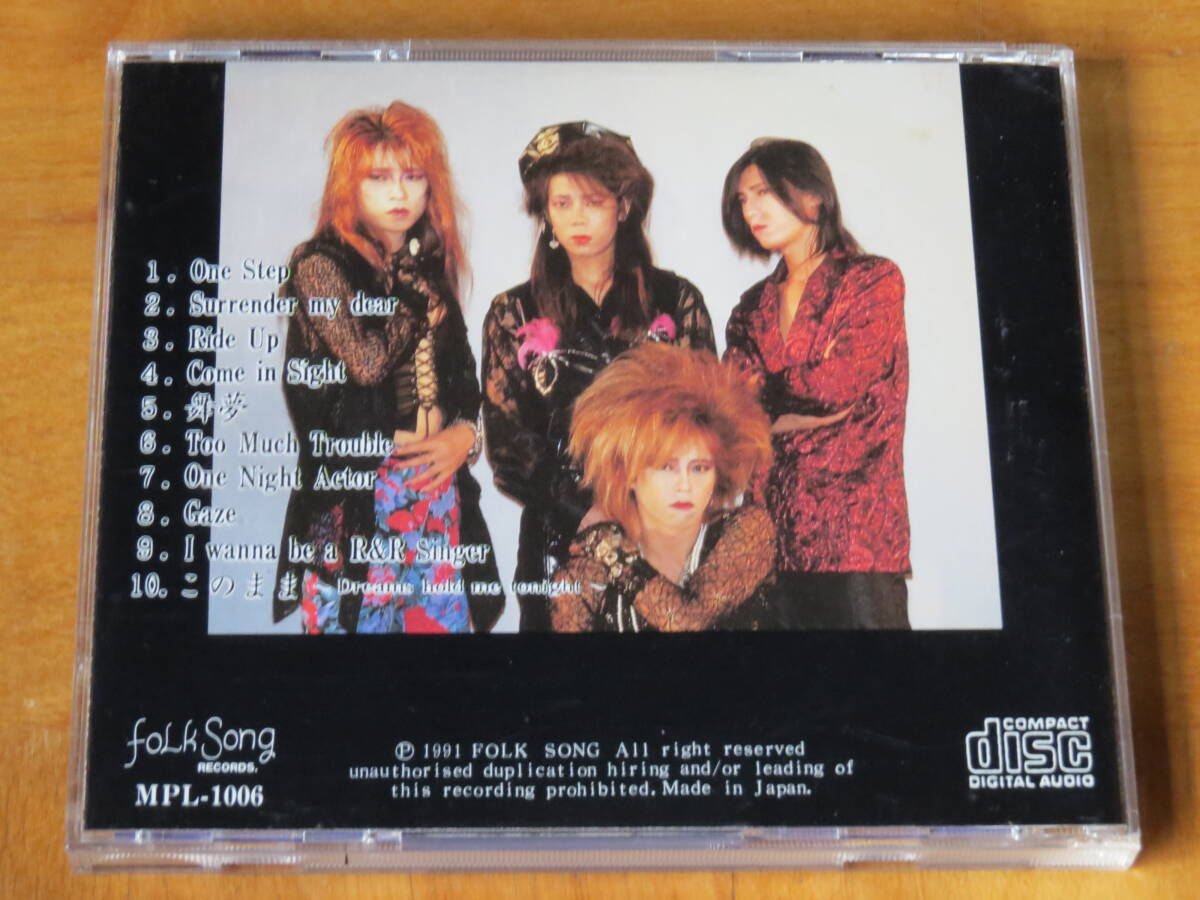 1. One Step
2. Surrender my dear
3. Ride Up
4. Come in Sight
5. 舞夢
6. Too Much Trouble
7. One Night Actor
8. Gaze
9. I wanna be a R&R Singer
10. このまま Dreams hold me tonight
foLk Song
RECORDS.
MPL-1006
Ⓟ 1991 FOLK SONG All right reserved
unauthorised duplication hiring and/or leading of
this recording prohibited. Made in Japan.
COMPACT
disc
DIGITAL AUDIO